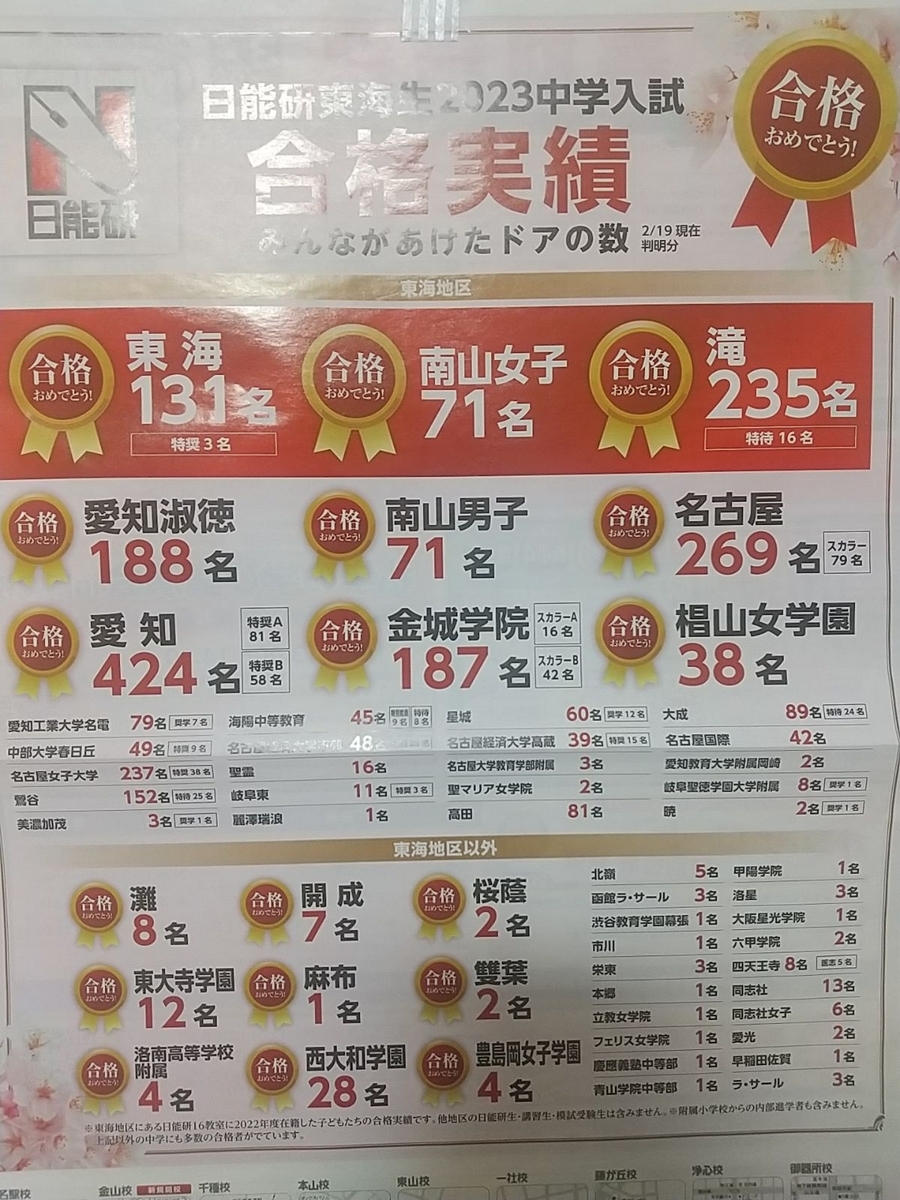 日能研
日能研東海生2023中学入試
合格実績
みんながあけたドアの数
2/19 現在
判明分
合格
おめでとう!
東海地区
合格
おめでとう!
東海
131名
特奨 3 名
合格
おめでとう!
南山女子
71名
合格
おめでとう!
滝
235名
特待 16 名
合格
おめでとう!
愛知淑徳
188名
合格
おめでとう!
南山男子
71名
合格
おめでとう!
名古屋
269名
スカラー
79 名
合格
おめでとう!
愛知
424名
特奨A
81 名
特奨B
58 名
合格
おめでとう!
金城学院
187名
スカラーA
16 名
スカラーB
42 名
合格
おめでとう!
椙山女学園
38名
愛知工業大学名電 79名 奨学 7 名
海陽中等教育 45名 9 名 特待 8 名
星城 60名 奨学 12 名
大成 89名 特待 24 名
中部大学春日丘 49名 特奨 9 名
48
名古屋経済大学高蔵 39名 特奨 15 名
名古屋国際 42名
名古屋女子大学 237名 特奨 38 名
聖霊 16名
名古屋大学教育学部附属 3名
愛知教育大学附属岡崎 2名
鶯谷 152名 特待 25 名
岐阜東 11名 特奨 3 名
聖マリア女学院 2名
岐阜聖徳学園大学附属 8名 奨学 1 名
美濃加茂 3名 奨学 1 名
麗澤瑞浪 1名
高田 81名
暁 2名 奨学 1 名
東海地区以外
合格
おめでとう!
灘
8名
合格
おめでとう!
開成
7名
合格
おめでとう!
桜蔭
2名
合格
おめでとう!
東大寺学園
12名
合格
おめでとう!
麻布
1名
合格
おめでとう!
雙葉
2名
合格
おめでとう!
洛南高等学校
附属
4名
合格
おめでとう!
西大和学園
28名
合格
おめでとう!
豊島岡女子学園
4名
北嶺 5名
函館ラ・サール 3名
渋谷教育学園幕張 1名
市川 1名
栄東 3名
本郷 1名
立教女学院 1名
フェリス女学院 1名
慶應義塾中等部 1名
青山学院中等部 1名
甲陽学院 1名
洛星 3名
大阪星光学院 1名
六甲学院 2名
四天王寺 8名 医志 5 名
同志社 13名
同志社女子 6名
愛光 2名
早稲田佐賀 1名
ラ・サール 3名
※東海地区にある日能研16教室に2022年度在籍した子どもたちの合格実績です。他地区の日能研生・講習生・模試受験生は含みません。※附属小学校からの内部進学者も含みません。
上記以外の中学にも多数の合格者がでています。
金山校
千種校
本山校
東山校
一社校
藤が丘校
浄心校
御器所校